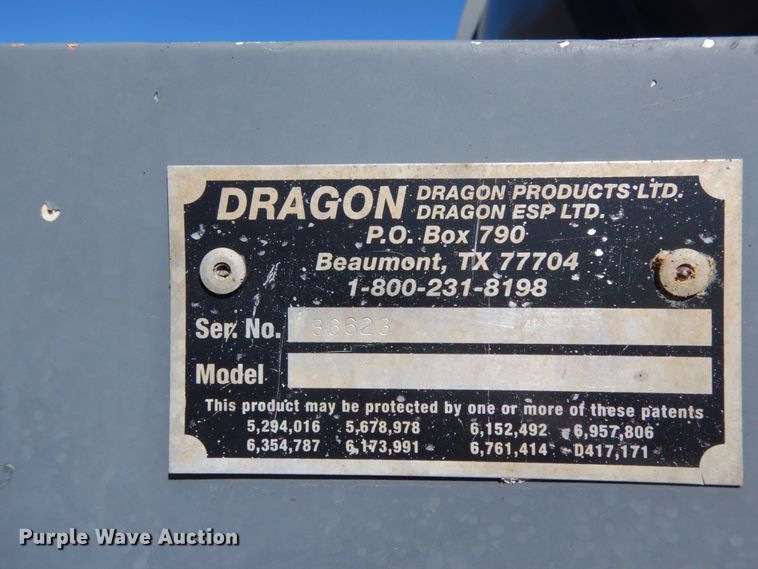 DRAGON DRAGON PRODUCTS LTD.
DRAGON ESP LTD.
P.O. Box 790
Beaumont, TX 77704
1-800-231-8198
Ser. No. 33623
Model
This product may be protected by one or more of these patents
5,294,016 5,678,978 6,152,492 6,957,806
6,354,787 6,173,991 6,761,414 D417,171
Purple Wave Auction